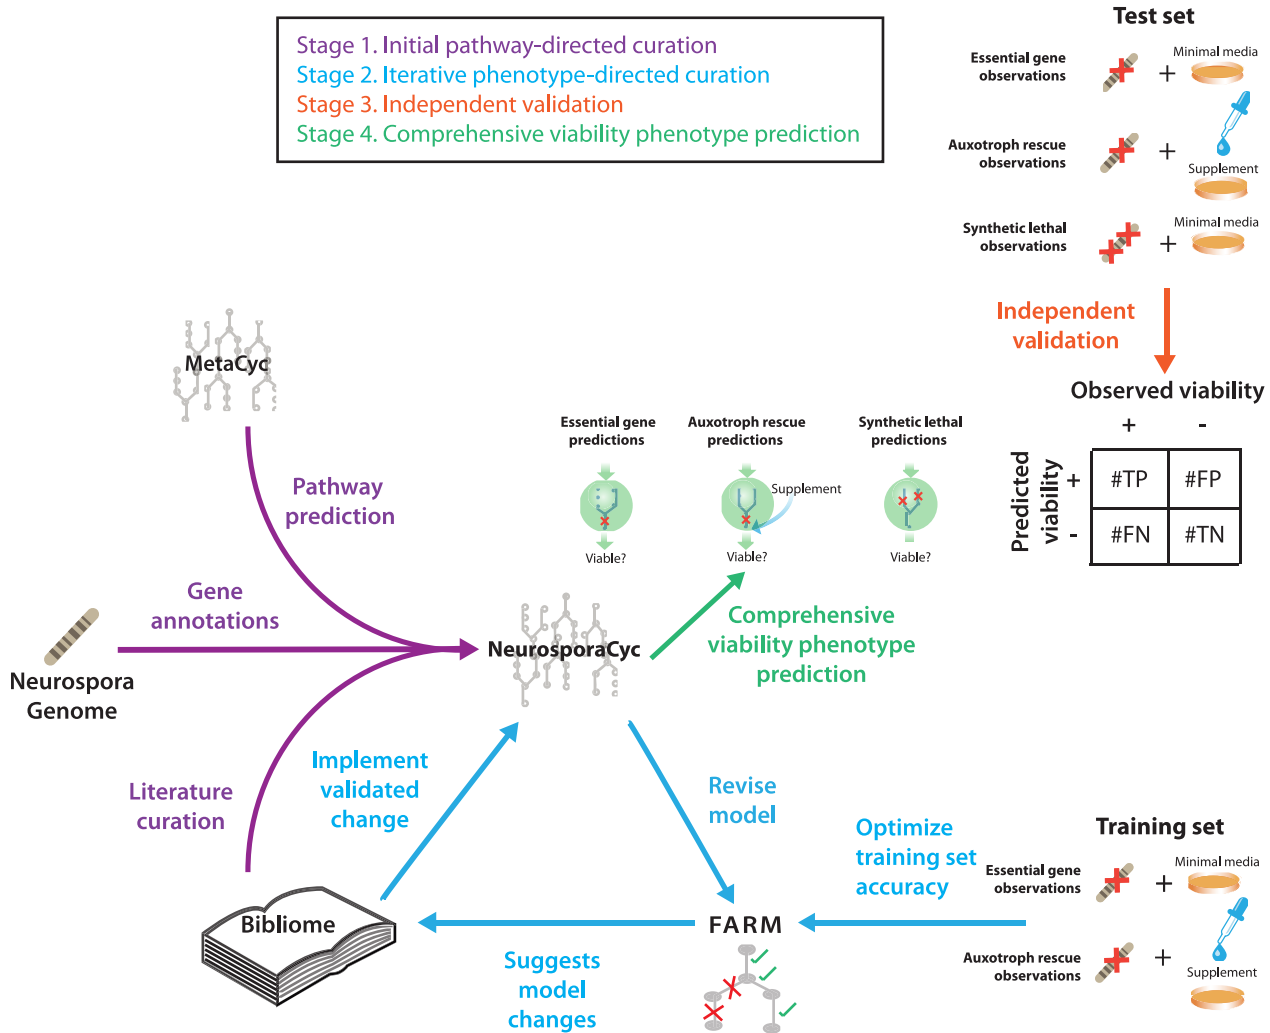 Stage 1. Initial pathway-directed curation
Stage 2. Iterative phenotype-directed curation
Stage 3. Independent validation
Stage 4. Comprehensive viability phenotype prediction
Test set
Essential gene
observations
+
Minimal media
Auxotroph rescue
observations
+
Supplement
Synthetic lethal
observations
+
Minimal media
Independent
validation
Observed viability
+ -
Predicted
viability
+
#TP #FP
-
#FN #TN
MetaCyc
Pathway
prediction
Gene
annotations
Neurospora
Genome
Literature
curation
Essential gene
predictions
Viable?
Auxotroph rescue
predictions
Supplement
Viable?
Synthetic lethal
predictions
Viable?
NeurosporaCyc
Comprehensive
viability phenotype
prediction
Implement
validated
change
Revise
model
Bibliome
Suggests
model
changes
FARM
Optimize
training set
accuracy
Training set
Essential gene
observations
+
Minimal media
Auxotroph rescue
observations
+
Supplement